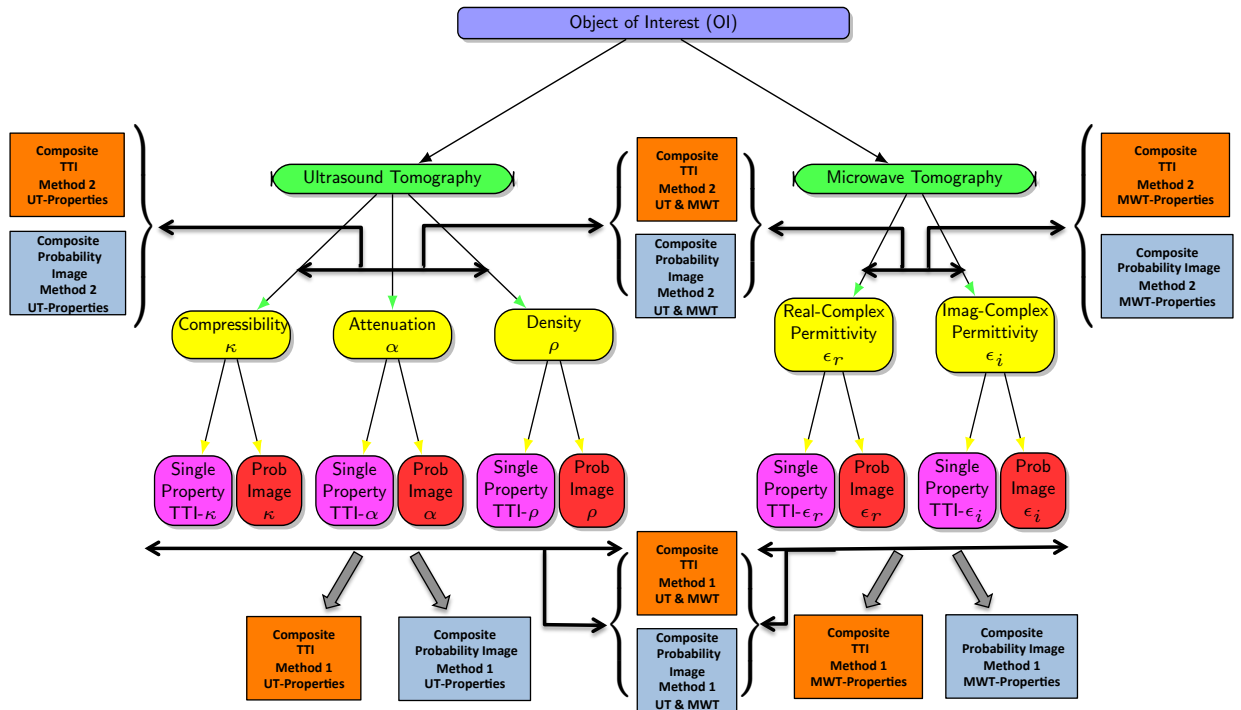 Object of Interest (OI)
Composite
TTI
Method 2
UT-Properties
Composite
Probability
Image
Method 2
UT-Properties
Ultrasound Tomography
Composite
TTI
Method 2
UT & MWT
Composite
Probability
Image
Method 2
UT & MWT
Microwave Tomography
Composite
TTI
Method 2
MWT-Properties
Composite
Probability Image
Method 2
MWT-Properties
Compressibility
κ
Attenuation
α
Density
ρ
Real-Complex
Permittivity
ϵr
Imag-Complex
Permittivity
ϵi
Single
Property
TTI-κ
Prob
Image
κ
Single
Property
TTI-α
Prob
Image
α
Single
Property
TTI-ρ
Prob
Image
ρ
Single
Property
TTI-ϵr
Prob
Image
ϵr
Single
Property
TTI-ϵi
Prob
Image
ϵi
Composite
TTI
Method 1
UT-Properties
Composite
Probability Image
Method 1
UT-Properties
Composite
TTI
Method 1
UT & MWT
Composite
Probability
Image
Method 1
UT & MWT
Composite
TTI
Method 1
MWT-Properties
Composite
Probability Image
Method 1
MWT-Properties